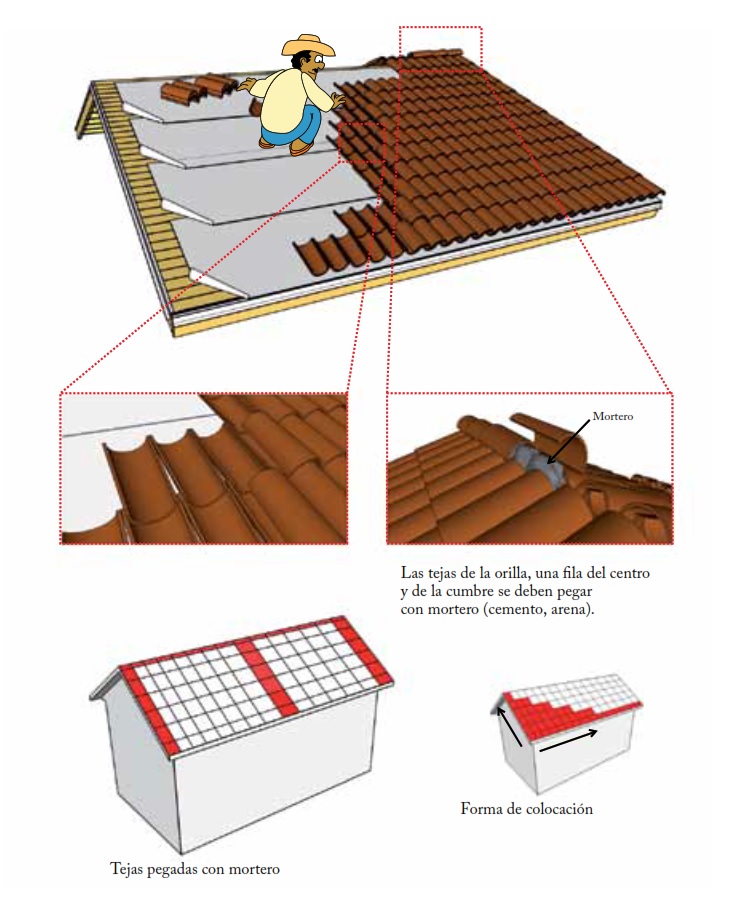 Mortero
Las tejas de la orilla, una fila del centro
y de la cumbre se deben pegar
con mortero (cemento, arena).
Forma de colocación
Tejas pegadas con mortero